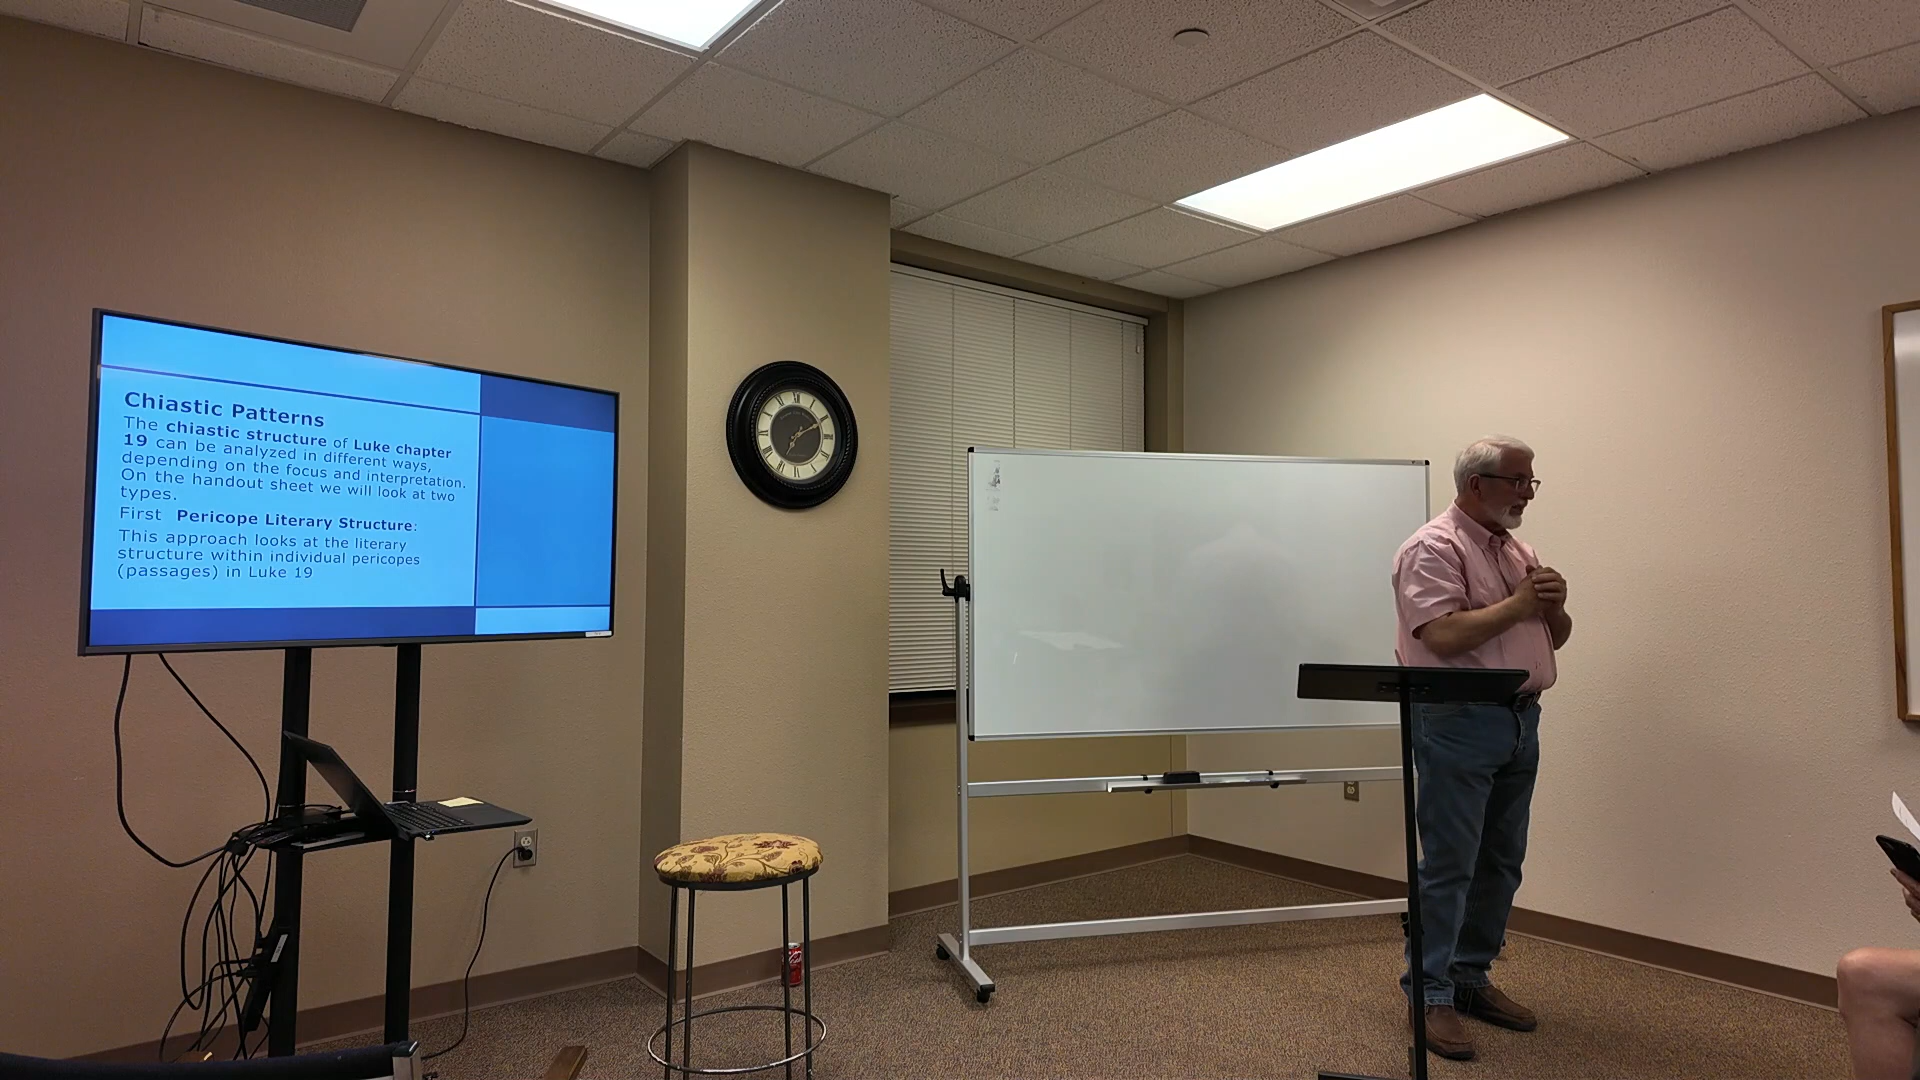 Chiastic Patterns
The chiastic structure of Luke chapter
19 can be analyzed in different ways,
depending on the focus and interpretation.
On the handout sheet we will look at two
types.
First Pericope Literary Structure:
This approach looks at the literary
structure within individual pericopes
(passages) in Luke 19